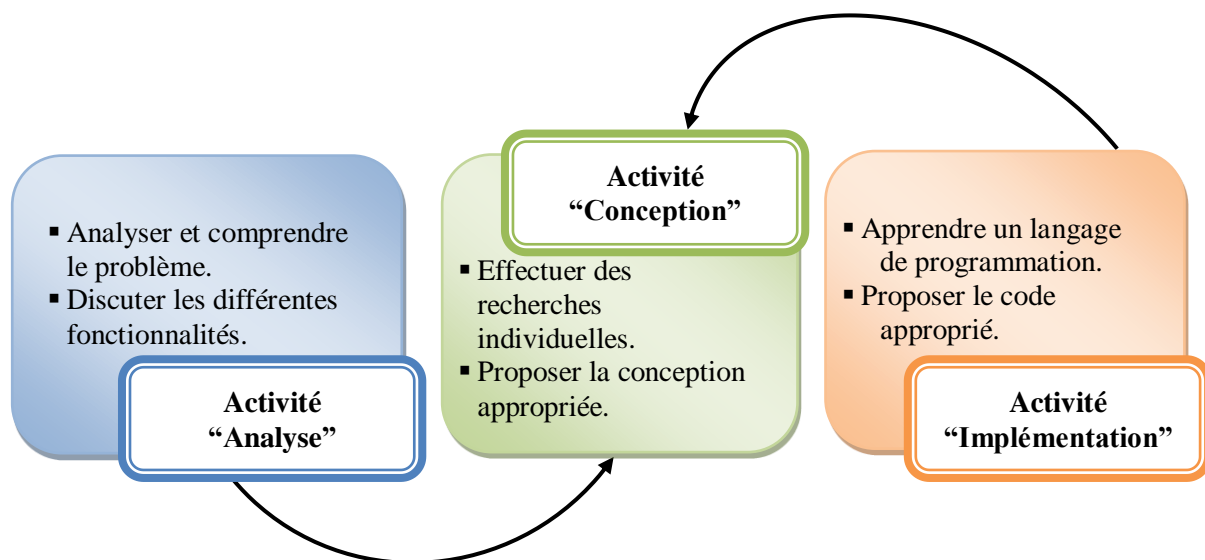 ▪ Analyser et comprendre
le problème.
▪ Discuter les différentes
fonctionnalités.
Activité
“Analyse”
Activité
“Conception”
▪ Effectuer des
recherches
individuelles.
▪ Proposer la conception
appropriée.
▪ Apprendre un langage
de programmation.
▪ Proposer le code
approprié.
Activité
“Implémentation”